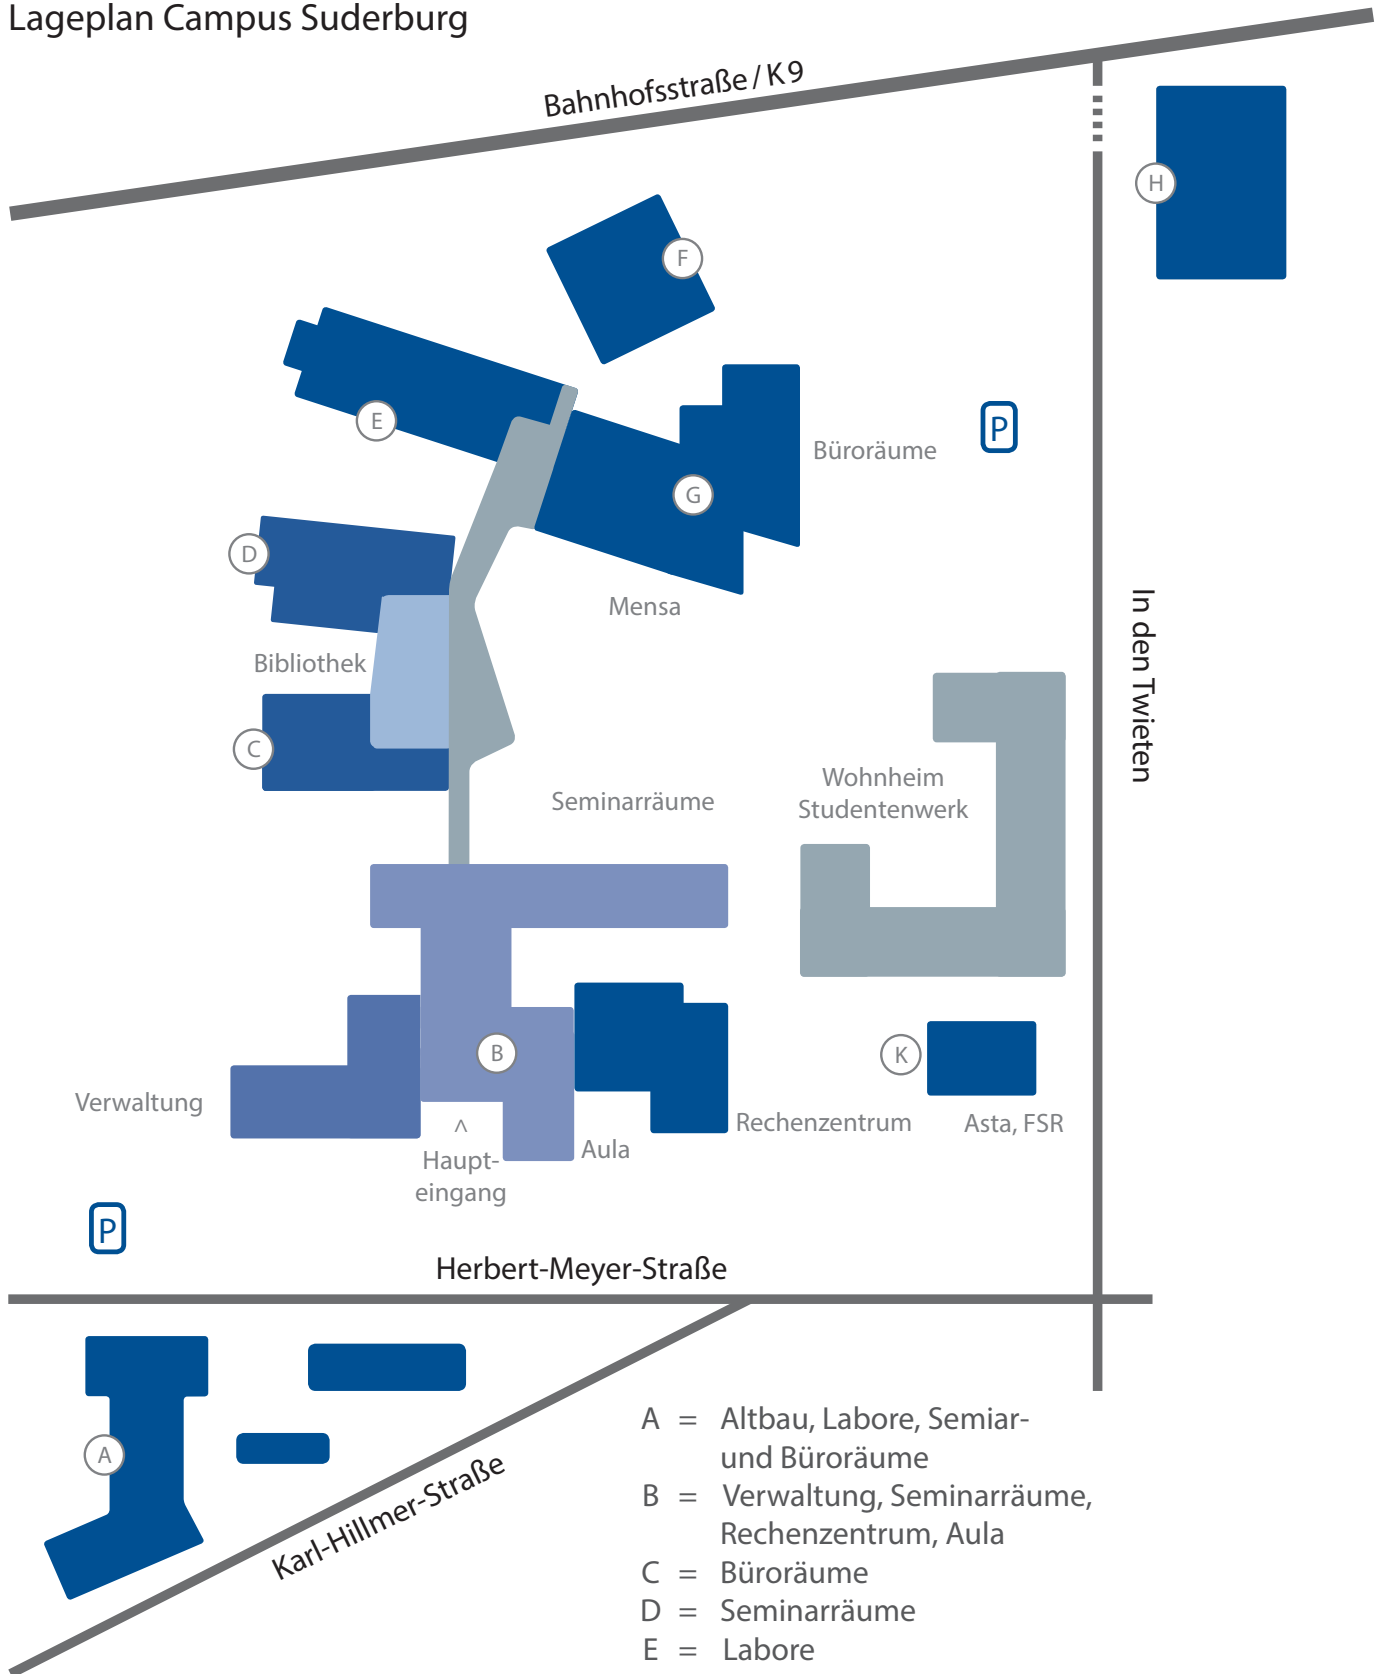 Lageplan Campus Suderburg
Bahnhofsstraße / K 9
H
F
E
P
Büroräume
G
D
In den Twieten
Mensa
Bibliothek
C
Wohnheim
Studentenwerk
Seminarräume
B
K
Verwaltung
Rechenzentrum
Asta, FSR
^
Haupt-
eingang
Aula
P
Herbert-Meyer-Straße
A
Karl-Hillmer-Straße
A = Altbau, Labore, Semiar-
und Büroräume
B = Verwaltung, Seminarräume,
Rechenzentrum, Aula
C = Büroräume
D = Seminarräume
E = Labore